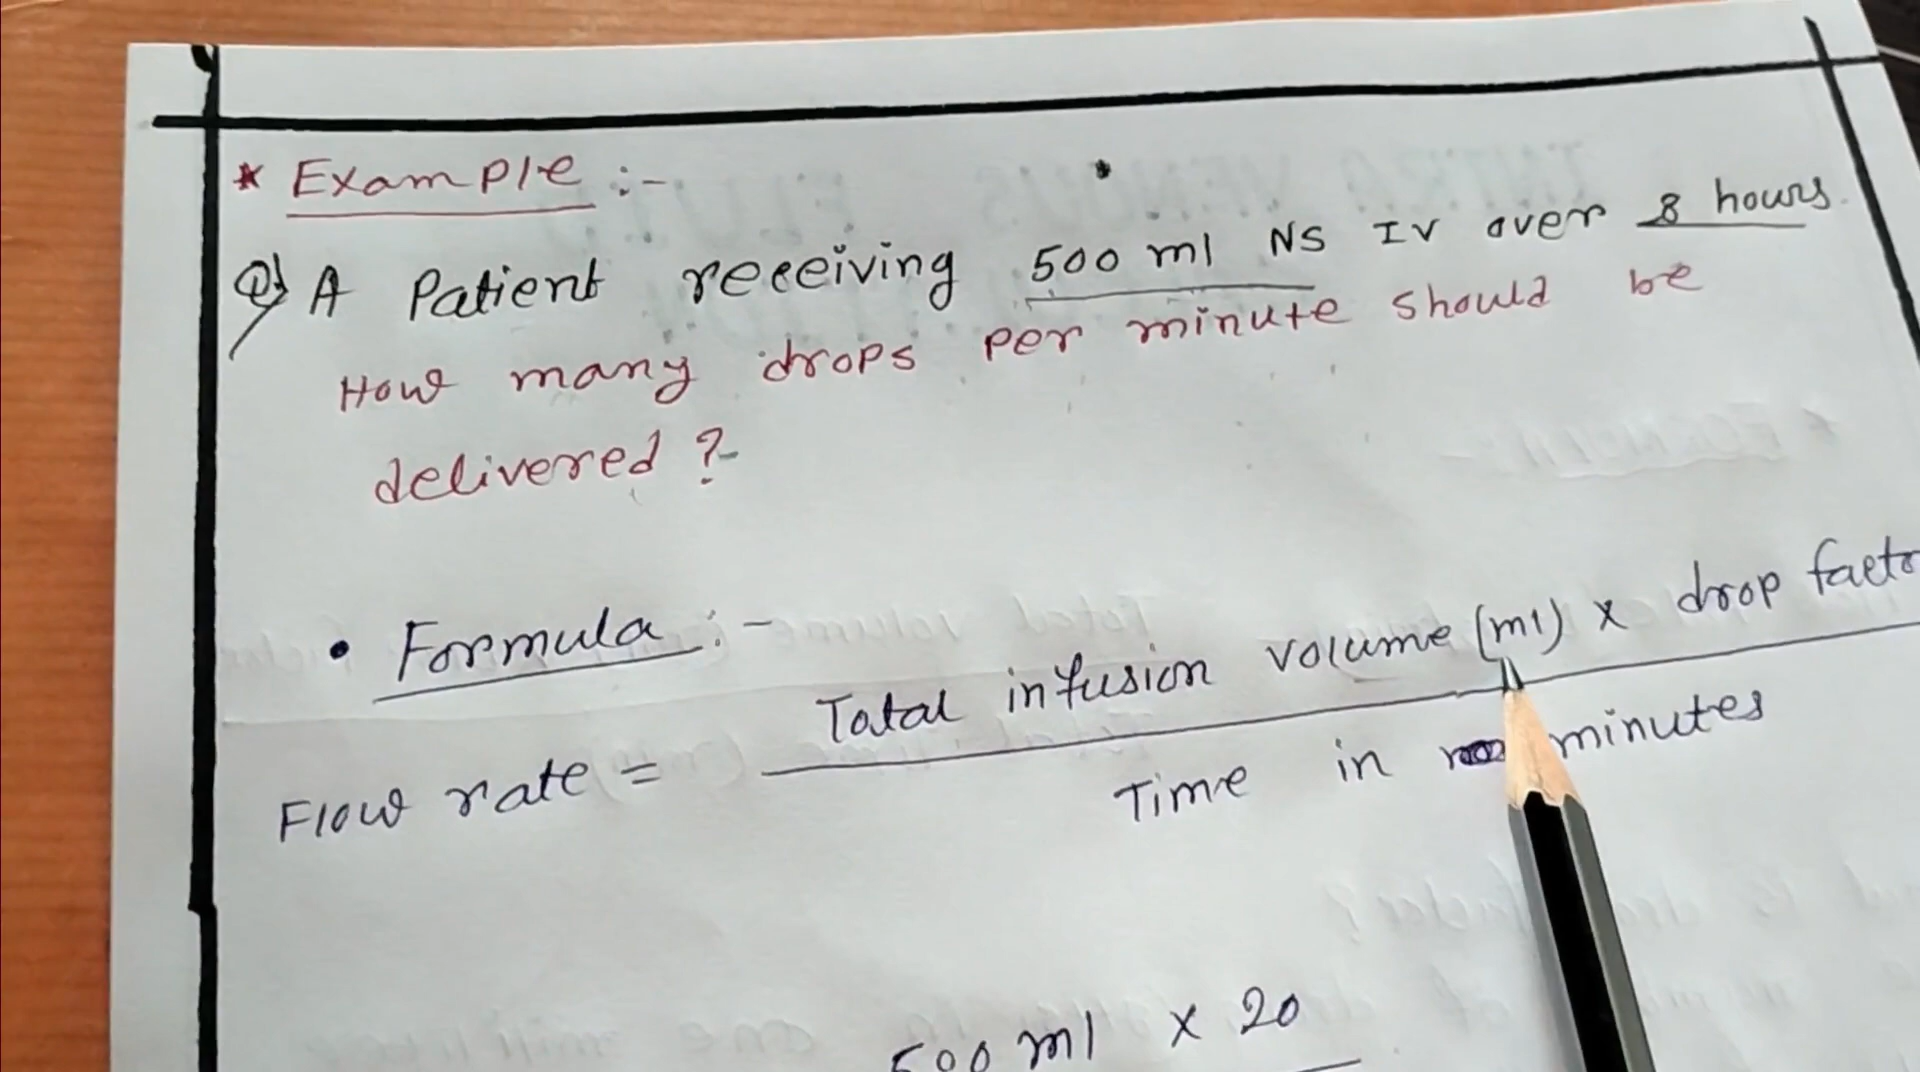 * Example :-
Q) A Patient receiving 500 ml NS IV over 8 hours.
How many drops per minute should be
delivered ?
• Formula :-
Total infusion volume (ml) x drop facto
Flow rate =
Time in minutes
500 ml x 20